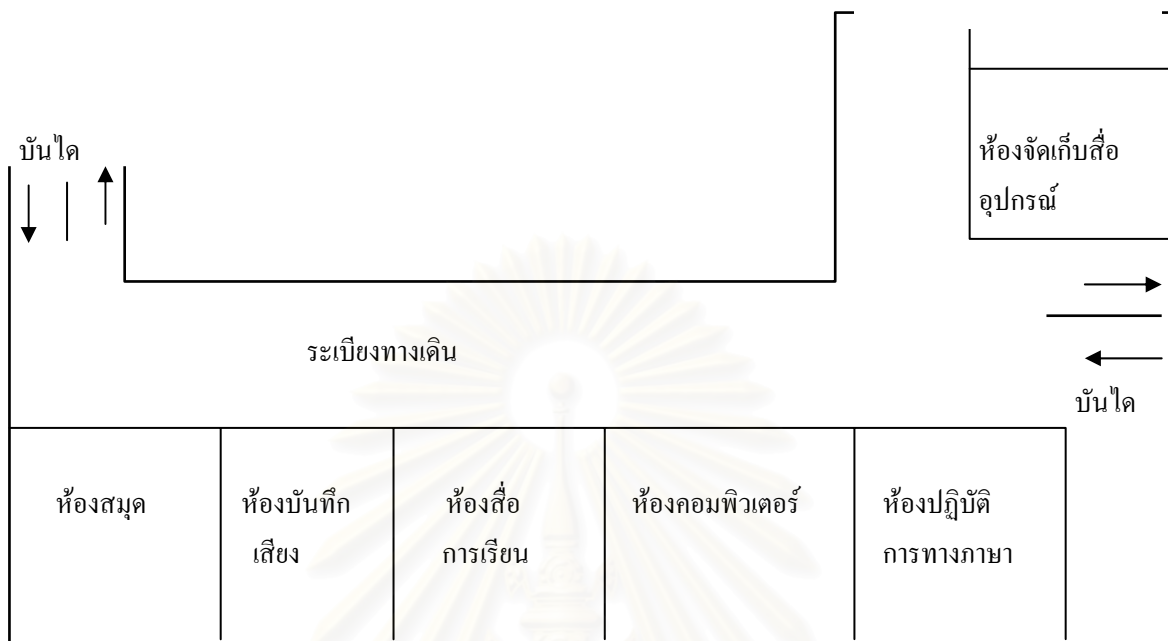 บันได
ห้องจัดเก็บสื่อ
อุปกรณ์
ระเบียงทางเดิน
บันได
ห้องสมุด
ห้องบันทึก
เสียง
ห้องสื่อ
การเรียน
ห้องคอมพิวเตอร์
ห้องปฏิบัติ
การทางภาษา